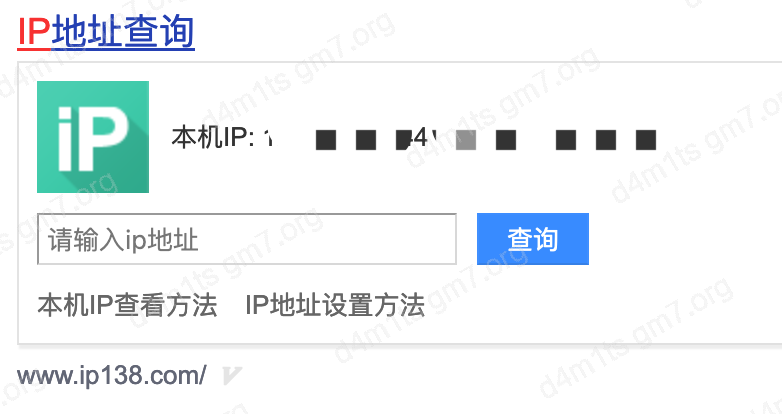 IP地址查询
iP
本机IP:
请输入ip地址
查询
本机IP查看方法 IP地址设置方法
www.ip138.com/
d4m1ts gm7.org